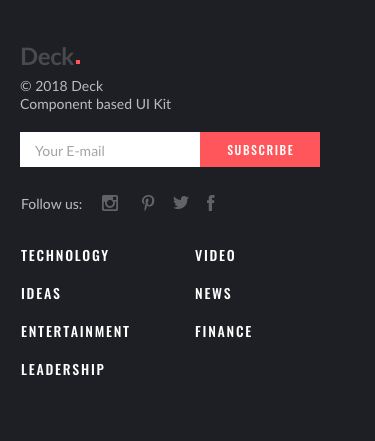 Deck.
© 2018 Deck
Component based UI Kit
Your E-mail
SUBSCRIBE
Follow us:
TECHNOLOGY
VIDEO
IDEAS
NEWS
ENTERTAINMENT
FINANCE
LEADERSHIP